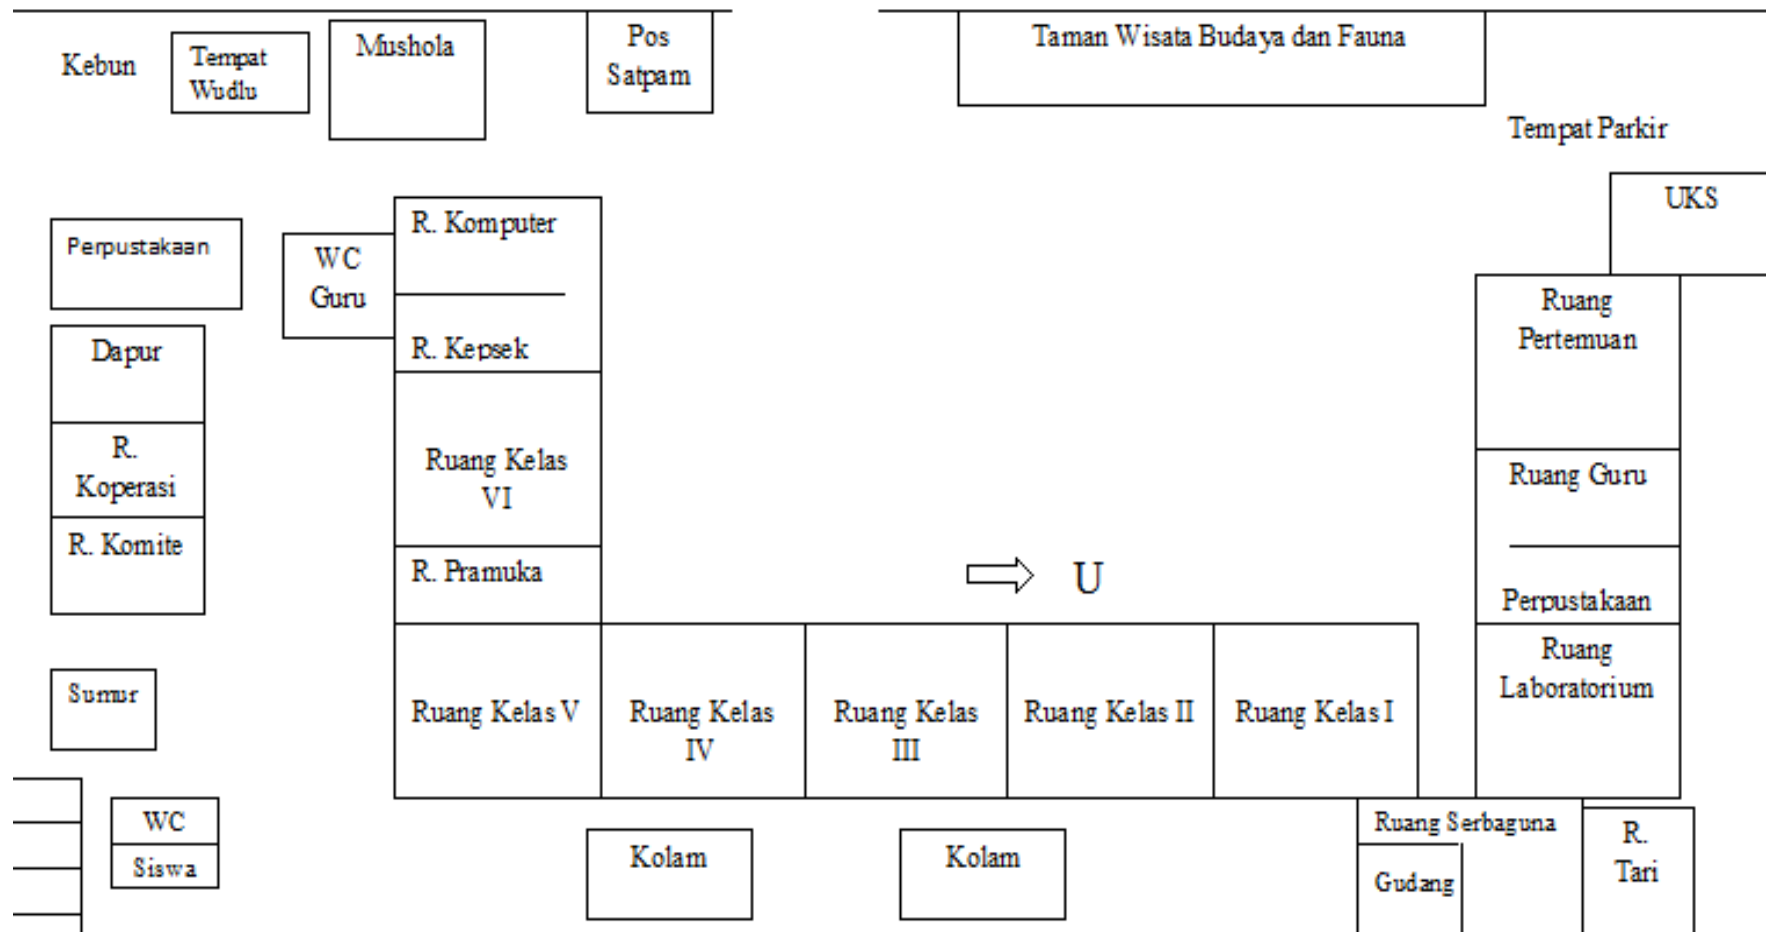 Kebun
Tempat
Wudlu
Mushola
Pos
Satpam
Taman Wisata Budaya dan Fauna
Tempat Parkir
UKS
Perpustakaan
WC
Guru
R. Komputer
R. Kepsek
Ruang
Pertemuan
Dapur
R.
Koperasi
R. Komite
Ruang Kelas
VI
R. Pramuka
U
Ruang Guru
Perpustakaan
Ruang
Laboratorium
Sumur
Ruang Kelas V
Ruang Kelas
IV
Ruang Kelas
III
Ruang Kelas II
Ruang Kelas I
WC
Siswa
Kolam
Kolam
Ruang Serbaguna
Gudang
R.
Tari